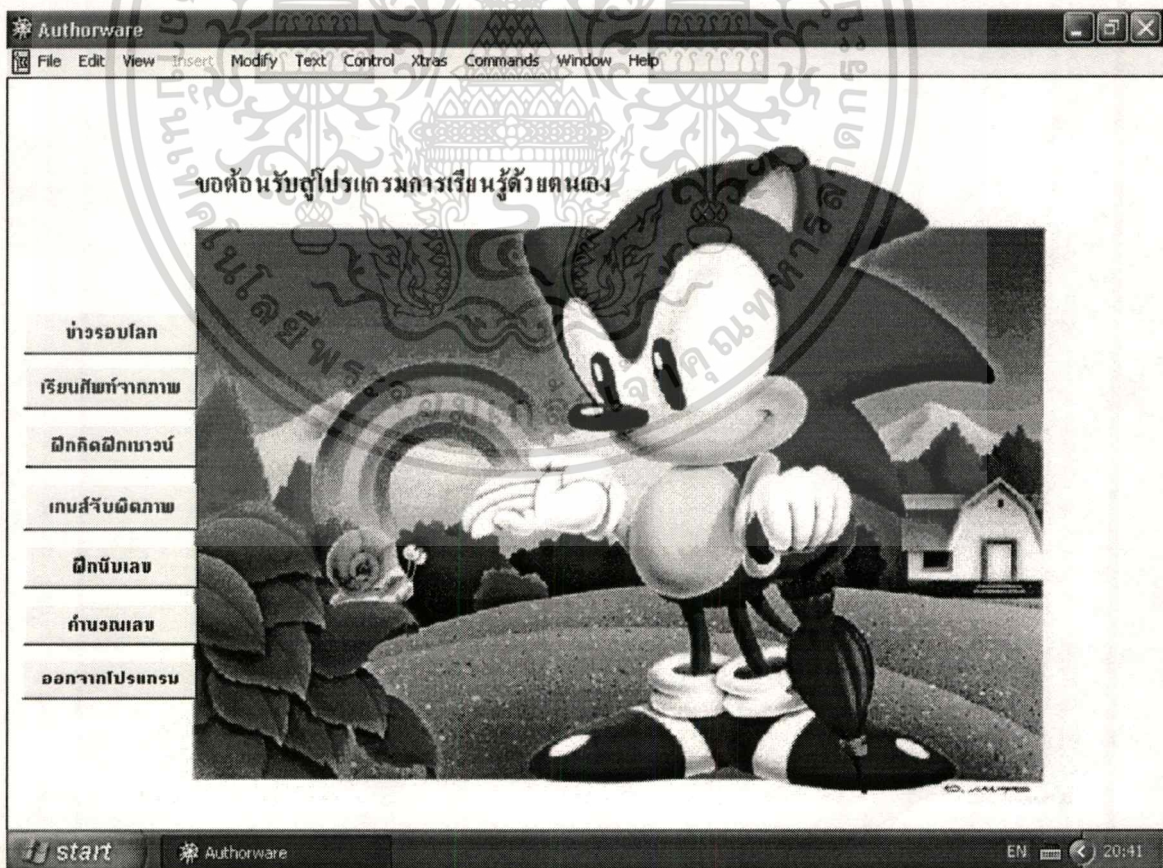 Authorware
File Edit View Insert Modify Text Control Xtras Commands Window Help
ขอต้อนรับสู่โปรแกรมการเรียนรู้ด้วยตนเอง
ข่าวรอบโลก
เรียนศัพท์จากภาพ
ฝึกคิดฝึกเชาวน์
เกมส์จับผิดภาพ
ฝึกนับเลข
คำนวณเลข
ออกจากโปรแกรม
start Authorware EN 20:41